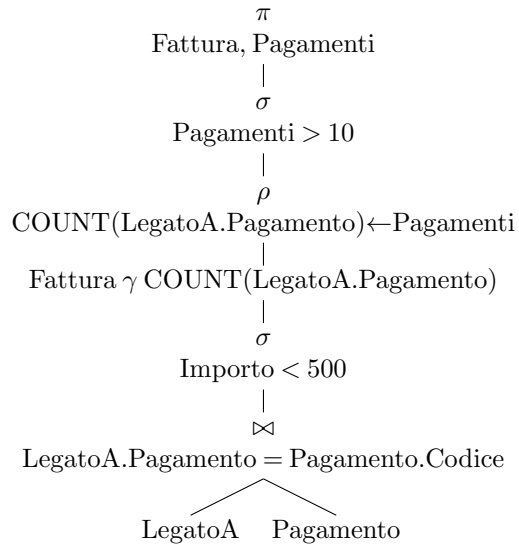 π
Fattura, Pagamenti
σ
Pagamenti > 10
ρ
COUNT(LegatoA.Pagamento)←Pagamenti
Fattura γ COUNT(LegatoA.Pagamento)
σ
Importo < 500
⋈
LegatoA.Pagamento = Pagamento.Codice
LegatoA Pagamento